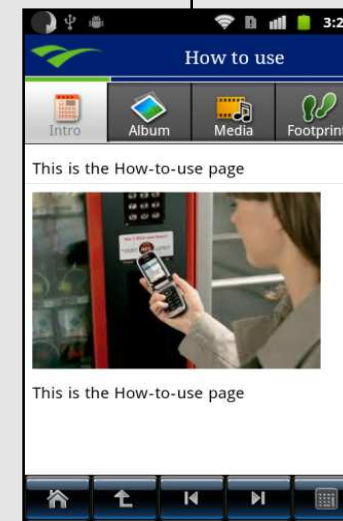 3:2
How to use
Intro Album Media Footprint
This is the How-to-use page
This is the How-to-use page